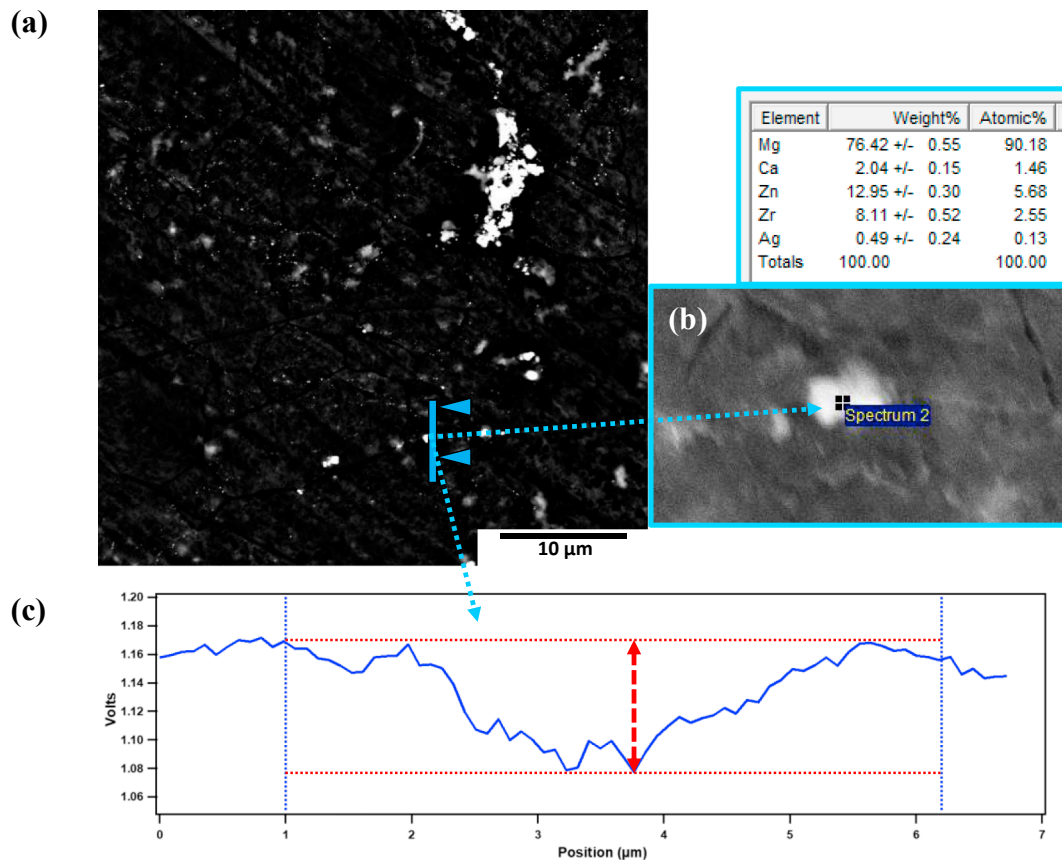 (a)
Element Weight% Atomic%
Mg 76.42 +/- 0.55 90.18
Ca 2.04 +/- 0.15 1.46
Zn 12.95 +/- 0.30 5.68
Zr 8.11 +/- 0.52 2.55
Ag 0.49 +/- 0.24 0.13
Totals 100.00 100.00
(b)
Spectrum 2
10 µm
(c)
1.20
1.18
1.16
1.14
1.12
1.10
1.08
1.06
Volts
0 1 2 3 4 5 6 7
Position (µm)